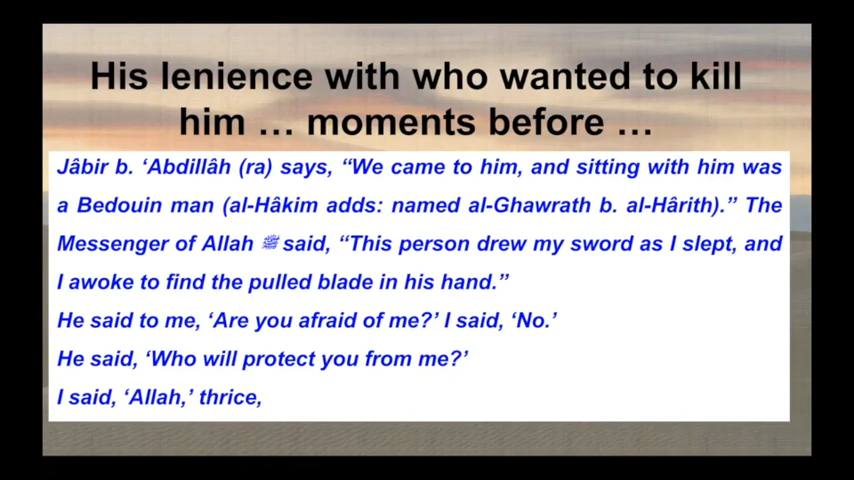 His lenience with who wanted to kill
him … moments before …
Jâbir b. ‘Abdillâh (ra) says, “We came to him, and sitting with him was
a Bedouin man (al-Hâkim adds: named al-Ghawrath b. al-Hârith).” The
Messenger of Allah ﷺ said, “This person drew my sword as I slept, and
I awoke to find the pulled blade in his hand.”
He said to me, ‘Are you afraid of me?’ I said, ‘No.’
He said, ‘Who will protect you from me?’
I said, ‘Allah,’ thrice,